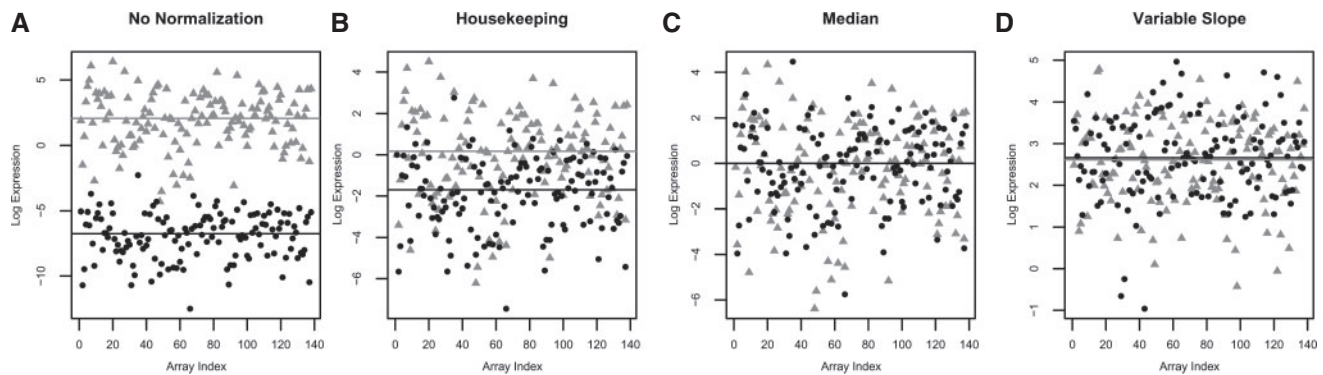 A No Normalization
Log Expression
5
0
−5
−10
0 20 40 60 80 100 120 140
Array Index
B Housekeeping
Log Expression
4
2
0
−2
−4
−6
0 20 40 60 80 100 120 140
Array Index
C Median
Log Expression
4
2
0
−2
−4
−6
0 20 40 60 80 100 120 140
Array Index
D Variable Slope
Log Expression
5
4
3
2
1
0
−1
0 20 40 60 80 100 120 140
Array Index